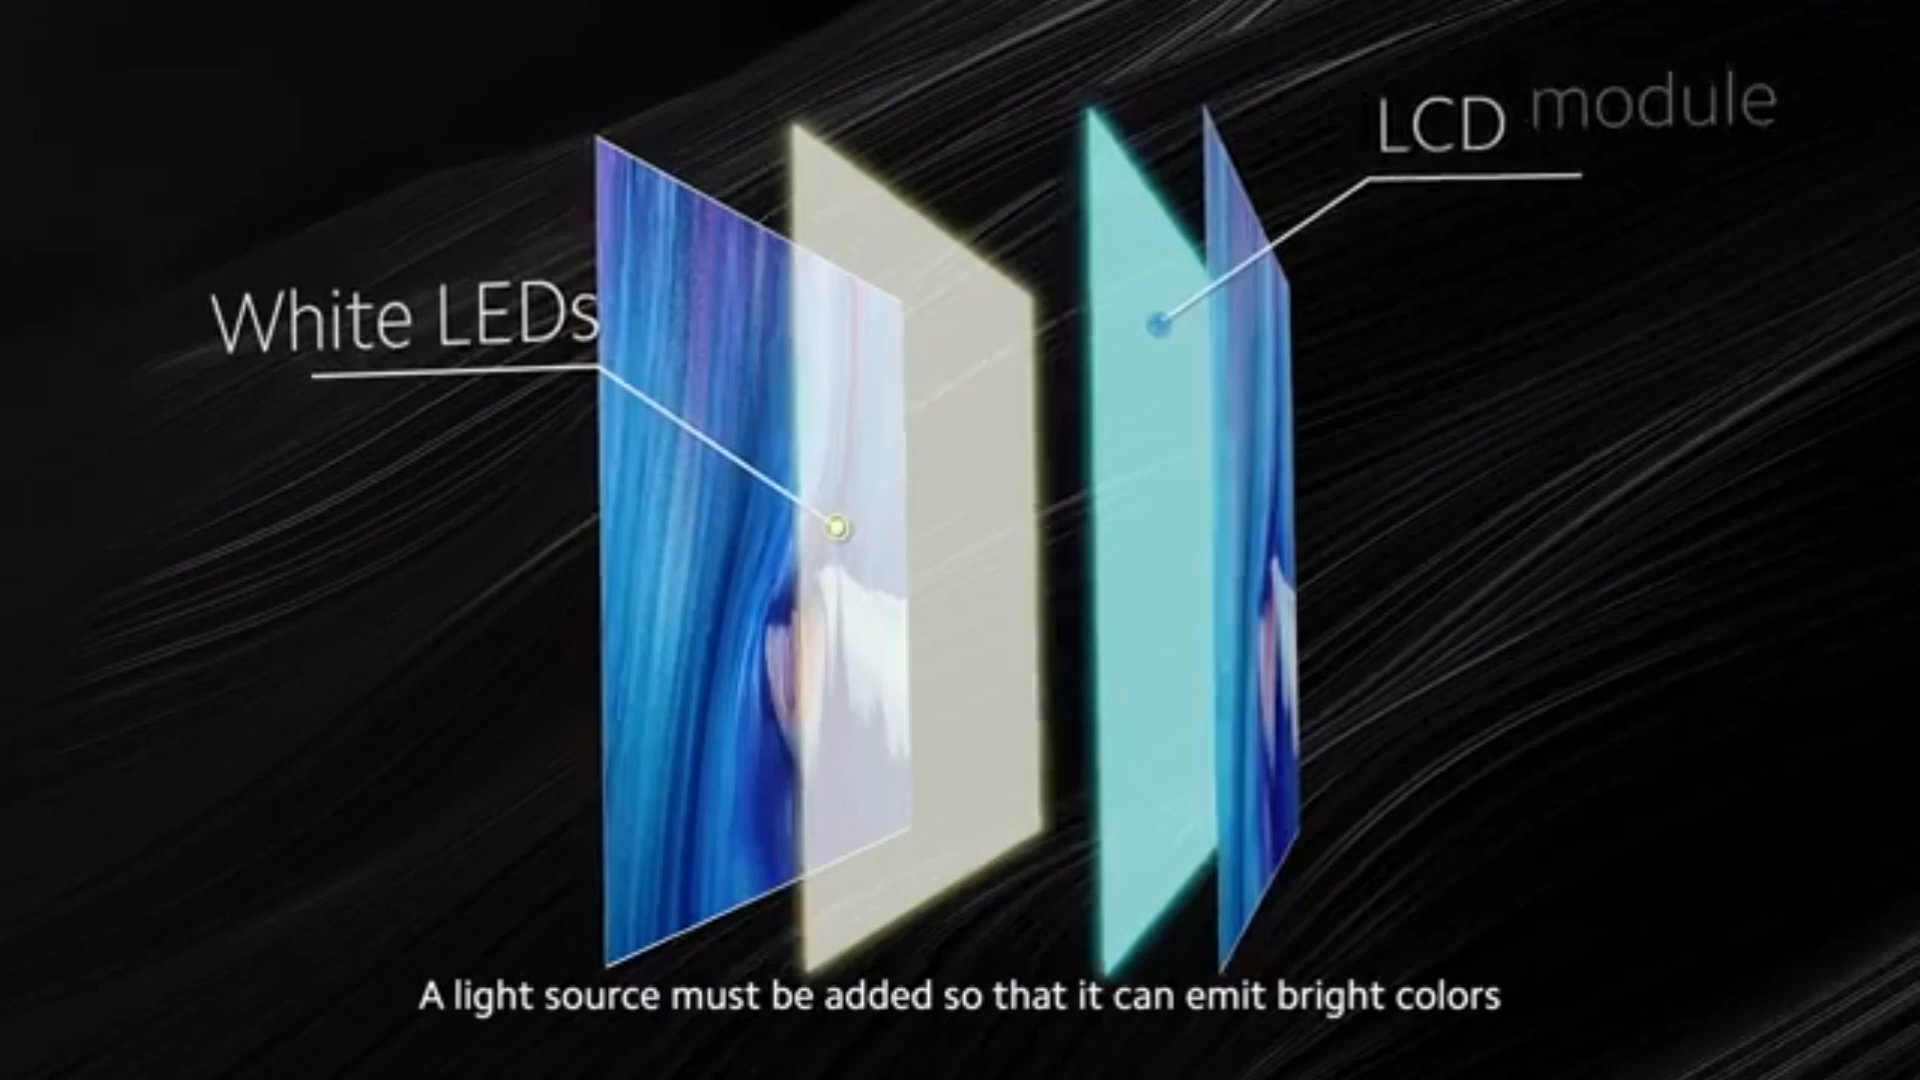 LCD module
White LEDs
A light source must be added so that it can emit bright colors